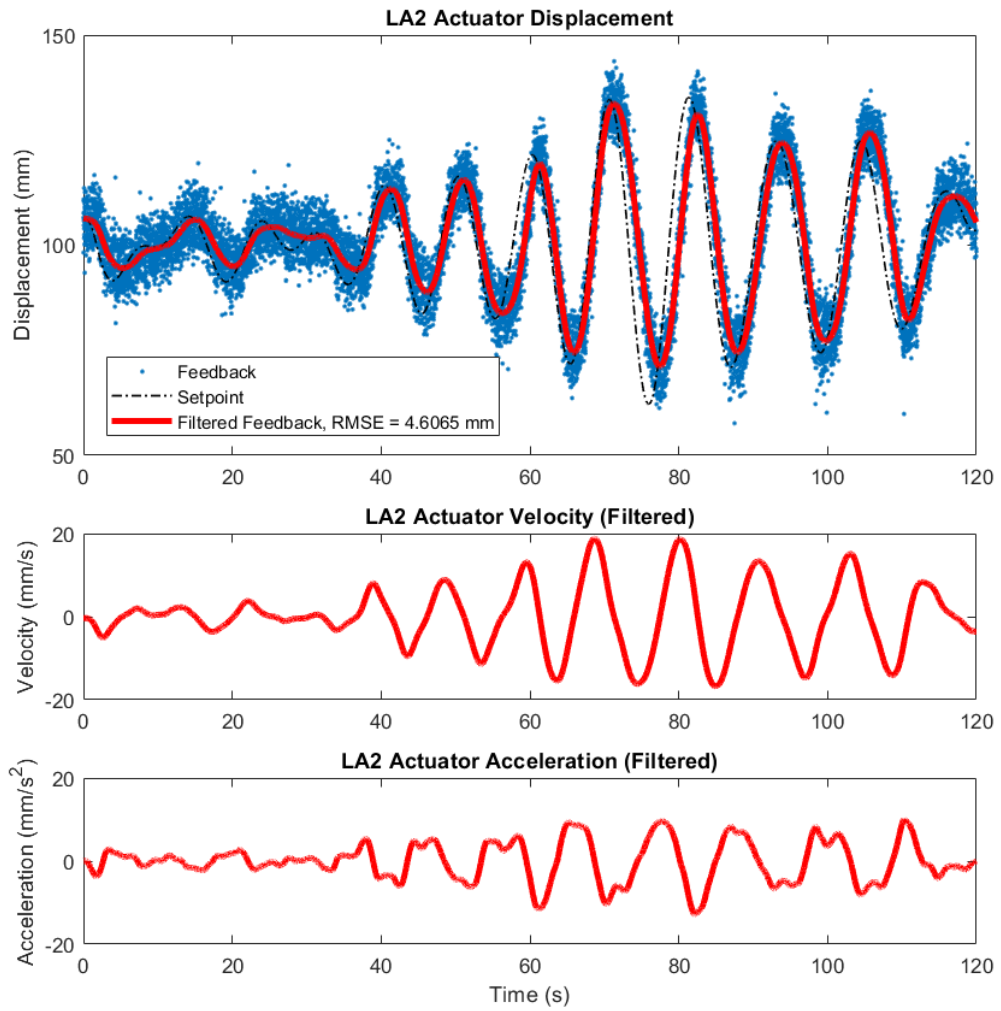 LA2 Actuator Displacement
150
100
50
Displacement (mm)
Feedback
Setpoint
Filtered Feedback, RMSE = 4.6065 mm
0 20 40 60 80 100 120
LA2 Actuator Velocity (Filtered)
20
0
-20
Velocity (mm/s)
0 20 40 60 80 100 120
LA2 Actuator Acceleration (Filtered)
20
0
-20
Acceleration (mm/s²)
0 20 40 60 80 100 120
Time (s)